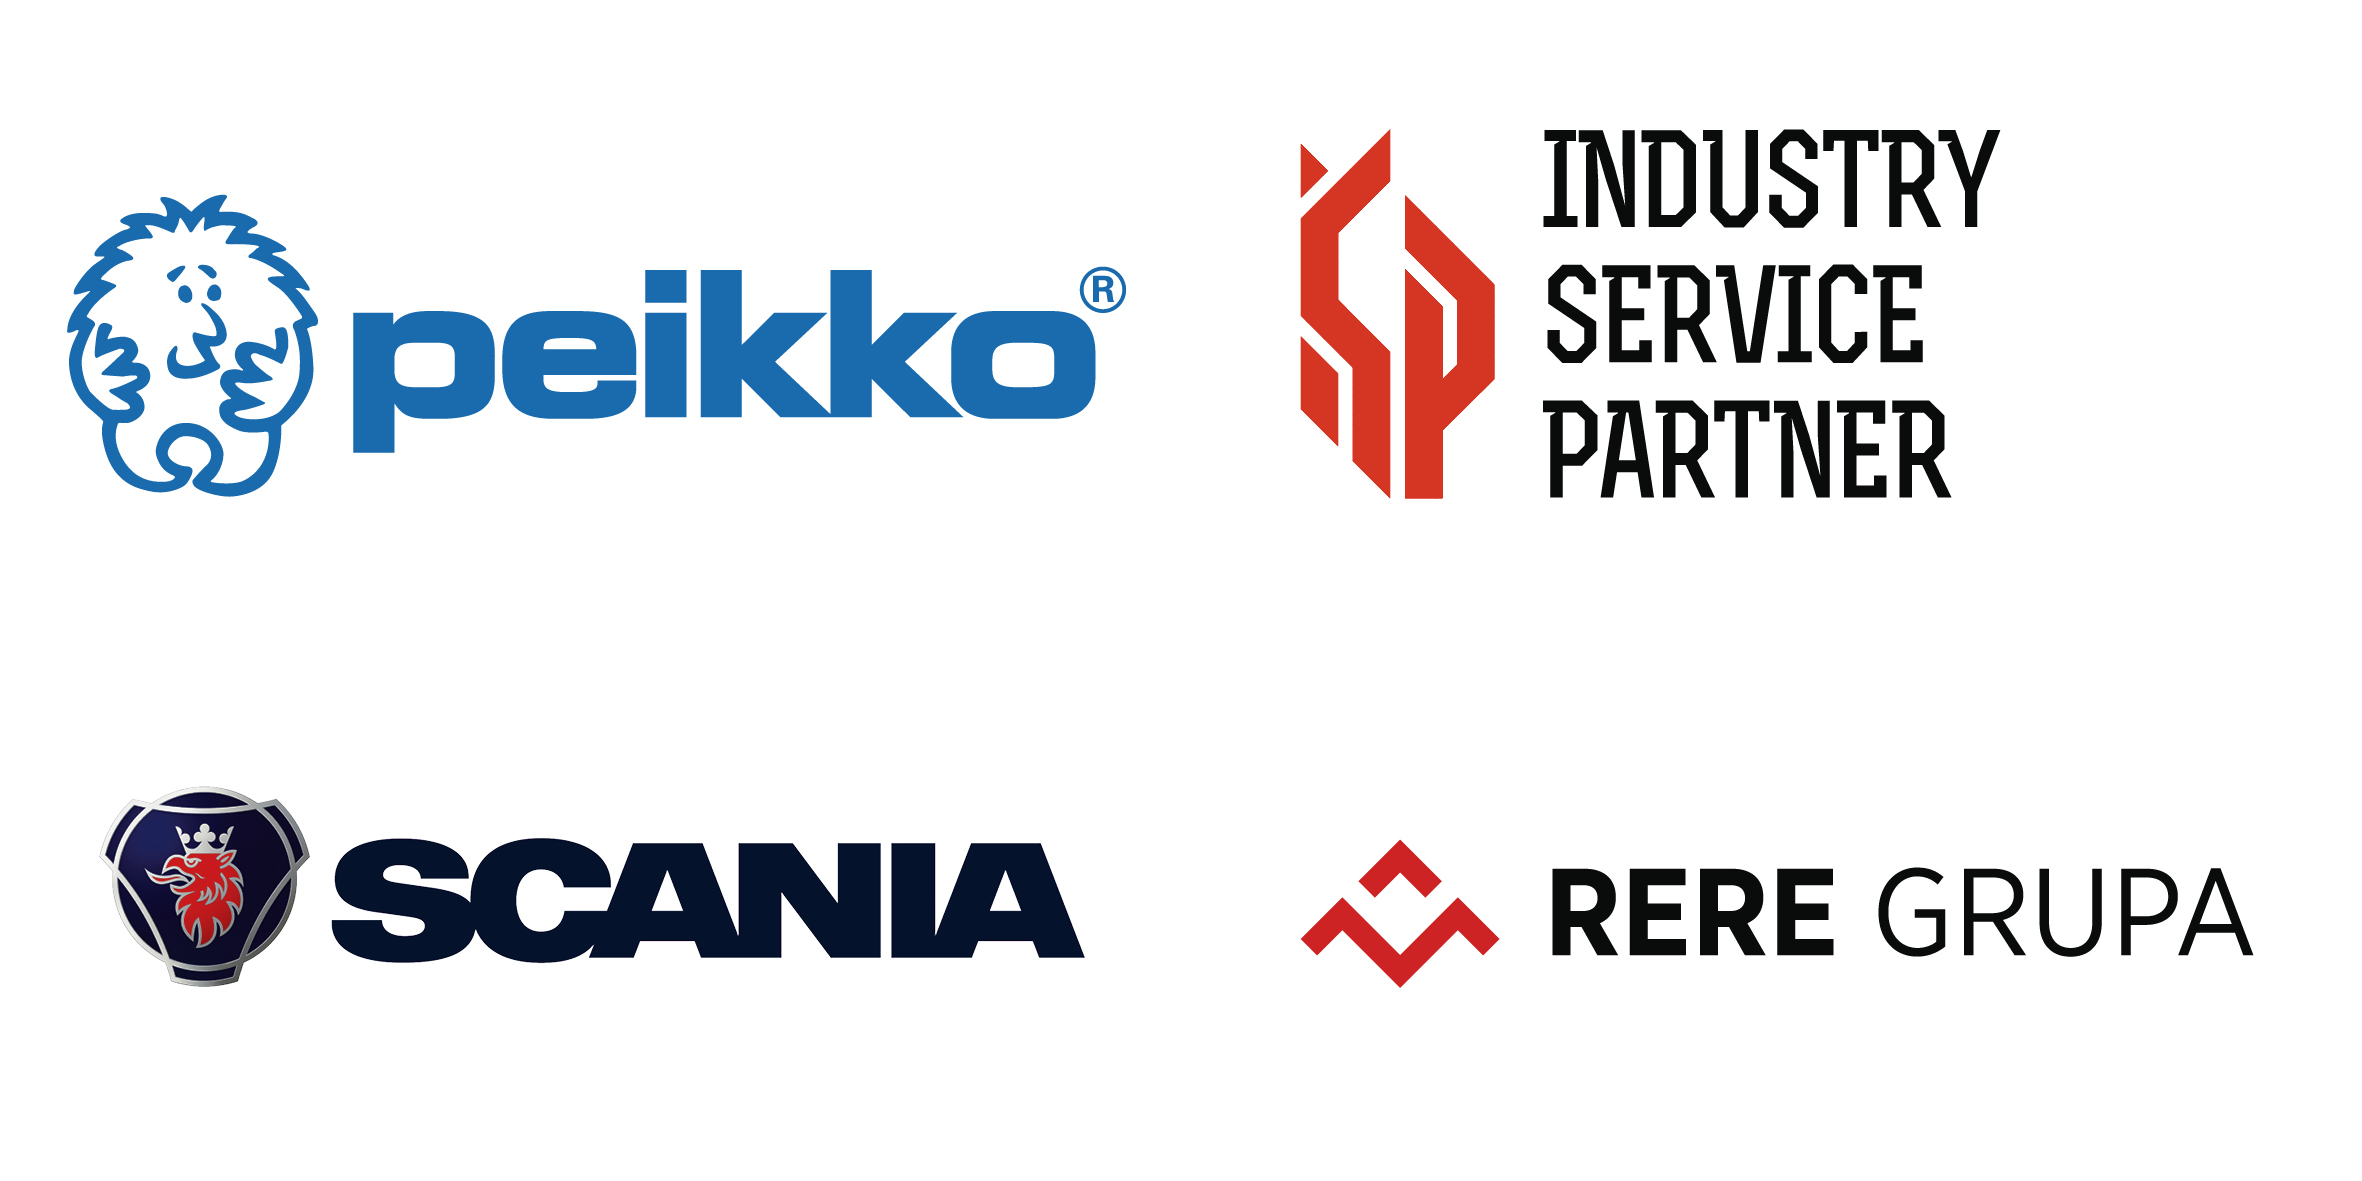 peikko®
INDUSTRY
SERVICE
PARTNER
SCANIA
RERE GRUPA